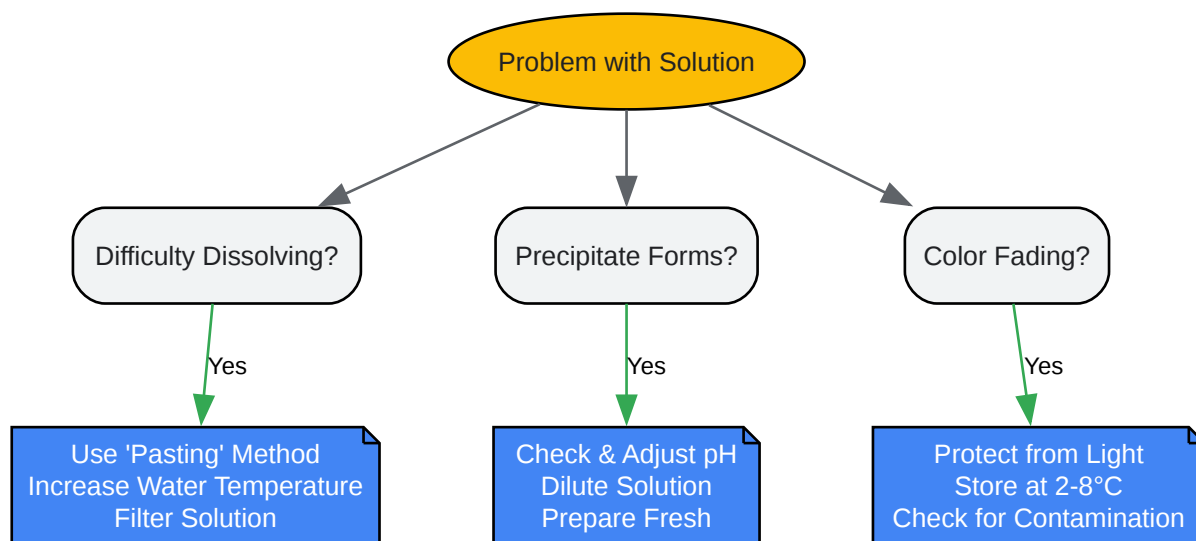 Problem with Solution
Difficulty Dissolving?
Precipitate Forms?
Color Fading?
Yes
Yes
Yes
Use 'Pasting' Method
Increase Water Temperature
Filter Solution
Check & Adjust pH
Dilute Solution
Prepare Fresh
Protect from Light
Store at 2-8°C
Check for Contamination